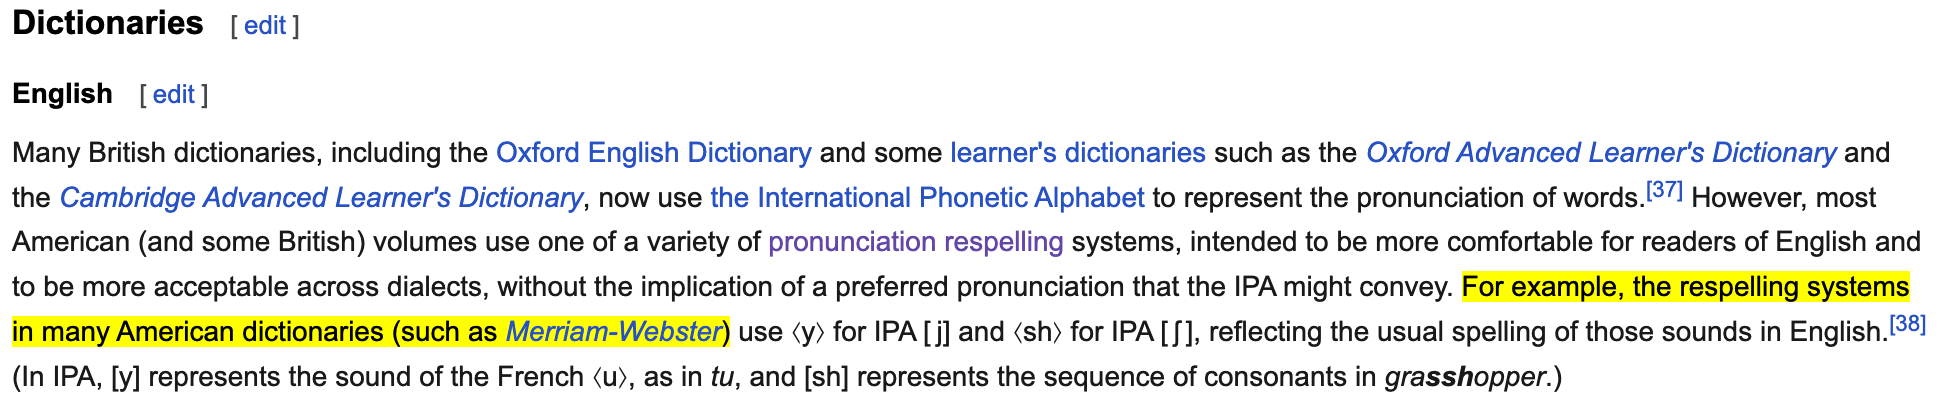 Dictionaries [ edit ]
English [ edit ]
Many British dictionaries, including the Oxford English Dictionary and some learner's dictionaries such as the Oxford Advanced Learner's Dictionary and
the Cambridge Advanced Learner's Dictionary, now use the International Phonetic Alphabet to represent the pronunciation of words.[37] However, most
American (and some British) volumes use one of a variety of pronunciation respelling systems, intended to be more comfortable for readers of English and
to be more acceptable across dialects, without the implication of a preferred pronunciation that the IPA might convey. For example, the respelling systems
in many American dictionaries (such as Merriam-Webster) use ⟨y⟩ for IPA [j] and ⟨sh⟩ for IPA [ʃ], reflecting the usual spelling of those sounds in English.[38]
(In IPA, [y] represents the sound of the French ⟨u⟩, as in tu, and [sh] represents the sequence of consonants in grasshopper.)